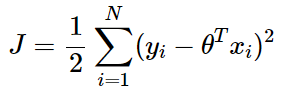 J = \frac{1}{2} \sum_{i=1}^{N} (y_i - \theta^T x_i)^2